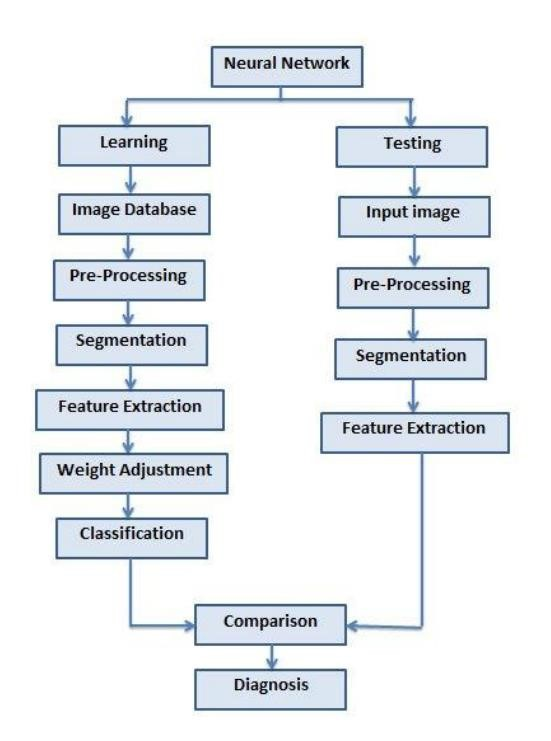 Neural Network
Learning
Testing
Image Database
Input image
Pre-Processing
Pre-Processing
Segmentation
Segmentation
Feature Extraction
Feature Extraction
Weight Adjustment
Classification
Comparison
Diagnosis